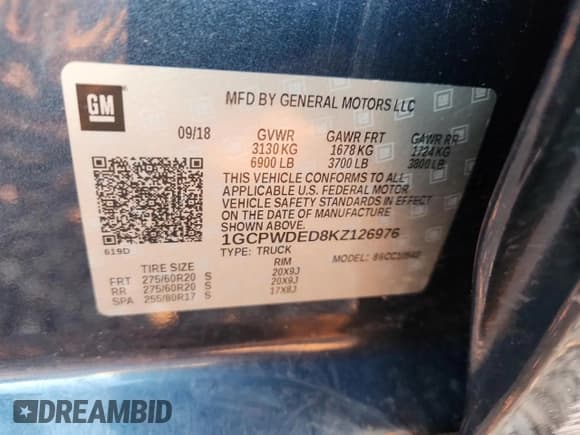 GM
MFD BY GENERAL MOTORS LLC
09/18 GVWR GAWR FRT GAWR RR
3130 KG 1678 KG 1724 KG
6900 LB 3700 LB 3800 LB
THIS VEHICLE CONFORMS TO ALL
APPLICABLE U.S. FEDERAL MOTOR
VEHICLE SAFETY STANDARDS IN EFFECT
ON THE DATE OF MANUFACTURE
SHOWN ABOVE.
619D
1GCPWDED8KZ126976
TYPE: TRUCK MODEL:
TIRE SIZE RIM
FRT 275/60R20 S 20X9J
RR 275/60R20 S 20X9J
SPA 255/80R17 S 17X8J
DREAMBID